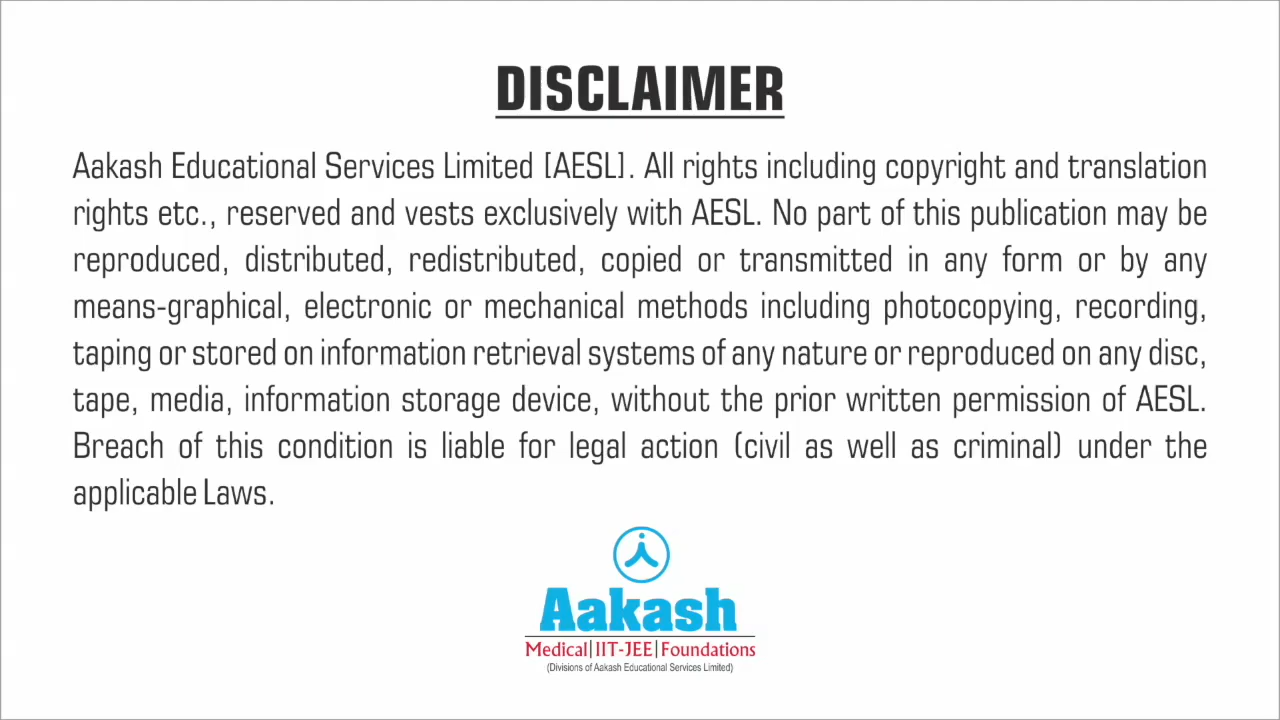 DISCLAIMER
Aakash Educational Services Limited [AESL]. All rights including copyright and translation
rights etc., reserved and vests exclusively with AESL. No part of this publication may be
reproduced, distributed, redistributed, copied or transmitted in any form or by any
means-graphical, electronic or mechanical methods including photocopying, recording,
taping or stored on information retrieval systems of any nature or reproduced on any disc,
tape, media, information storage device, without the prior written permission of AESL.
Breach of this condition is liable for legal action (civil as well as criminal) under the
applicable Laws.
Aakash
Medical|IIT-JEE|Foundations
(Divisions of Aakash Educational Services Limited)